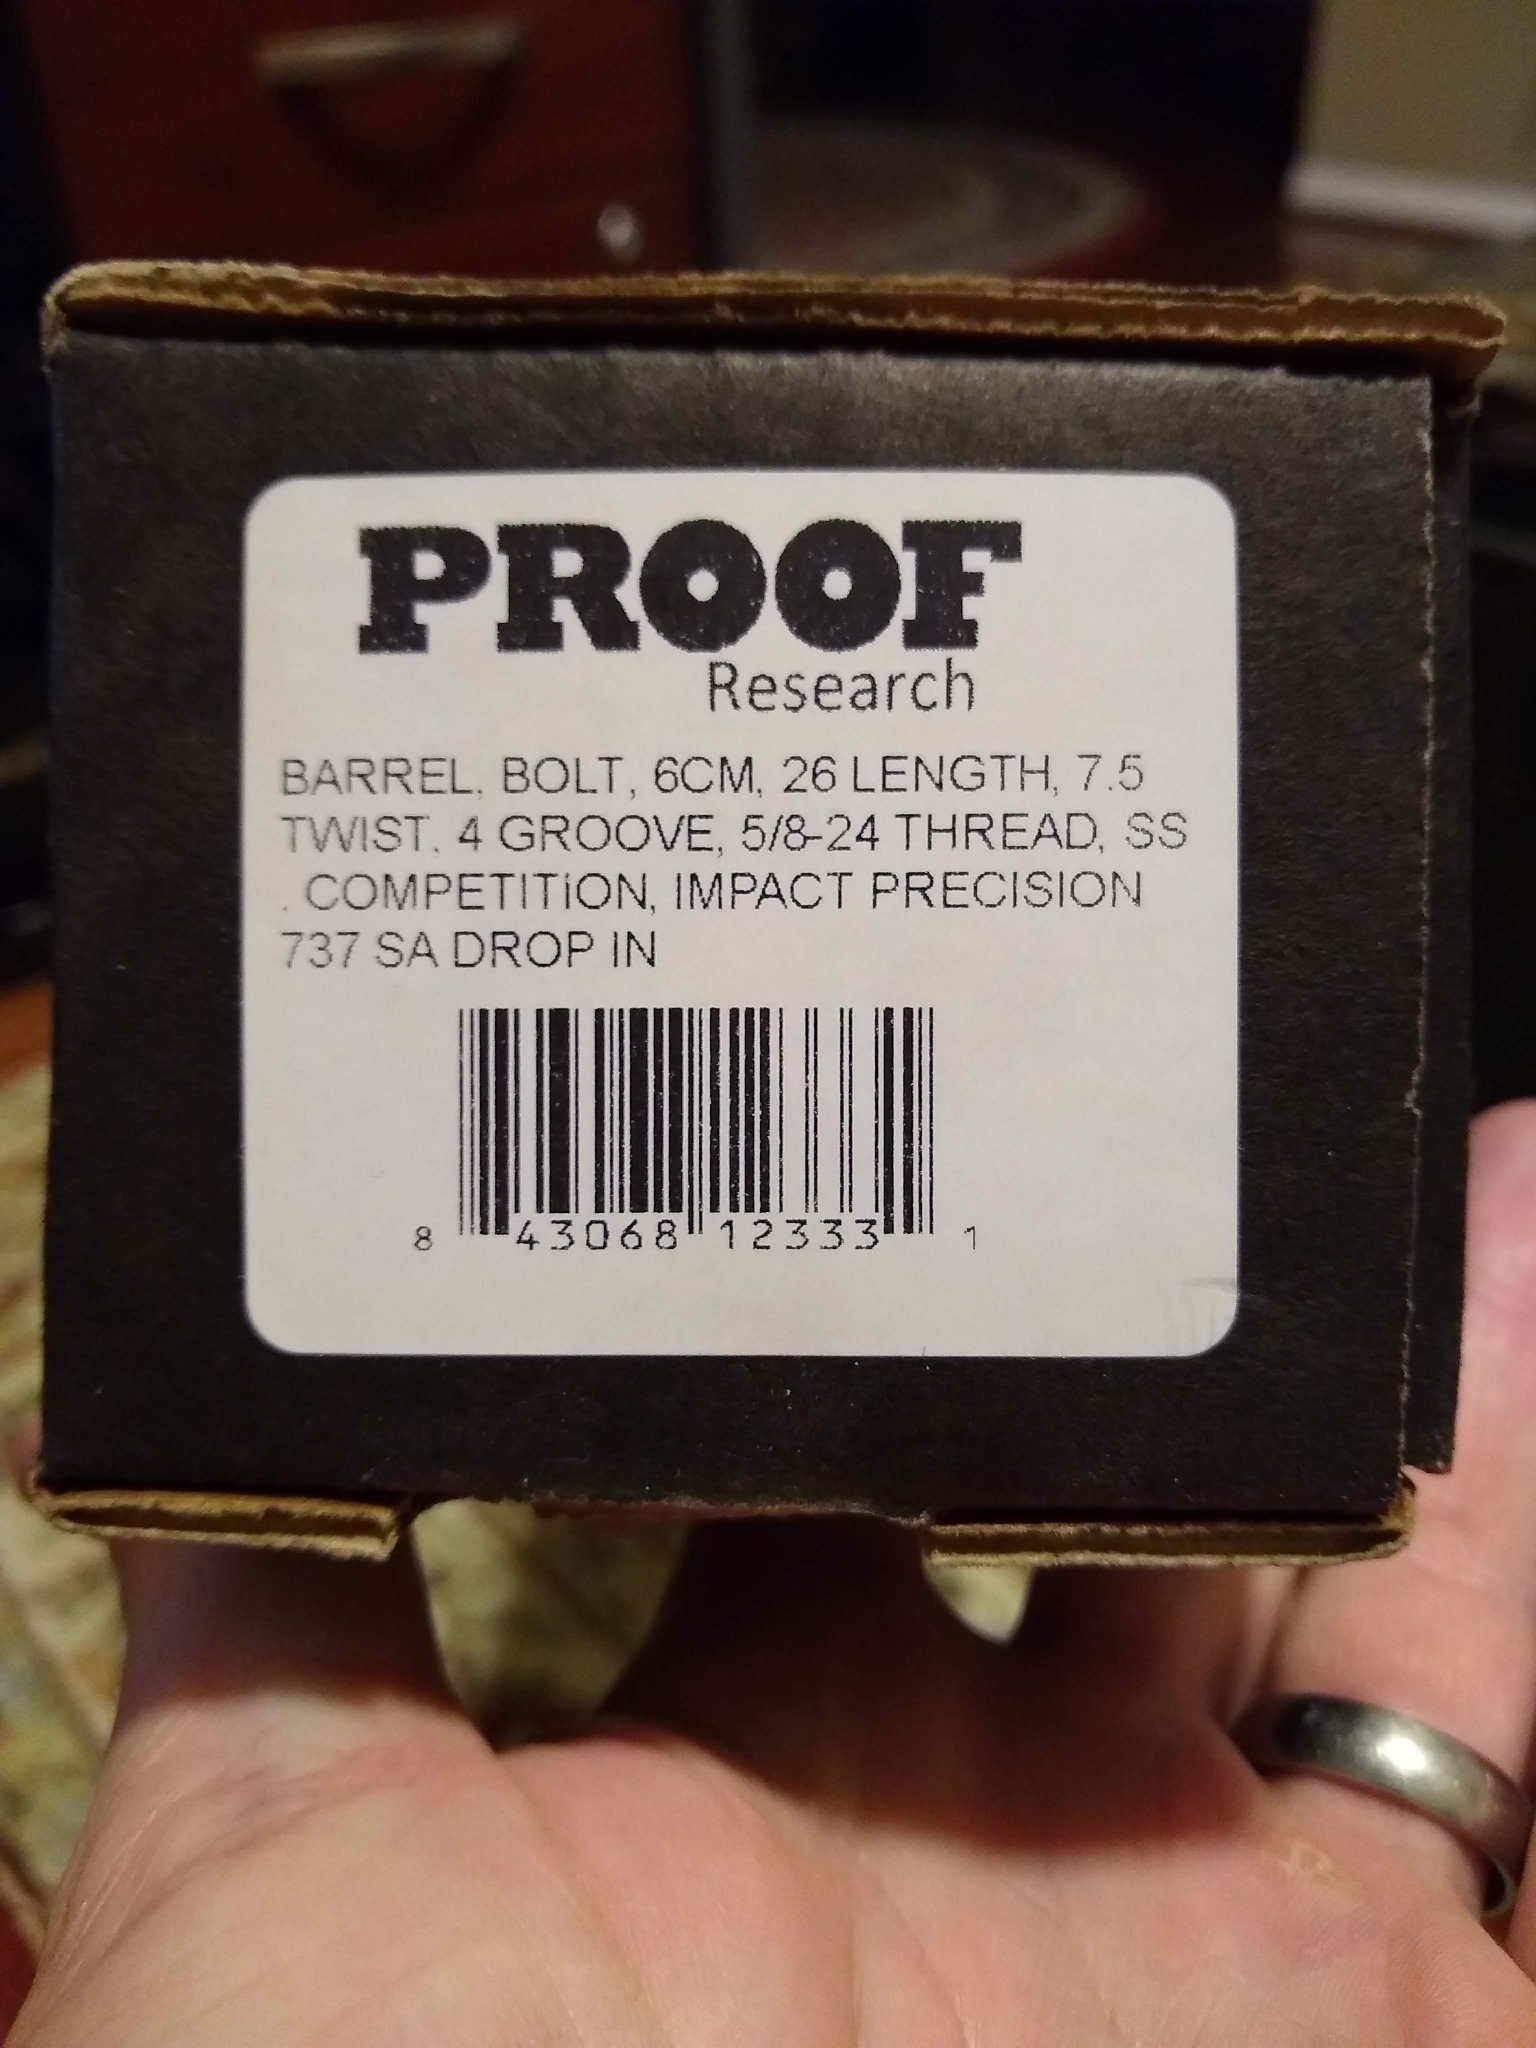 PROOF
Research
BARREL, BOLT, 6CM, 26 LENGTH, 7.5
TWIST, 4 GROOVE, 5/8-24 THREAD, SS
, COMPETITION, IMPACT PRECISION
737 SA DROP IN
8 43068 12333 1